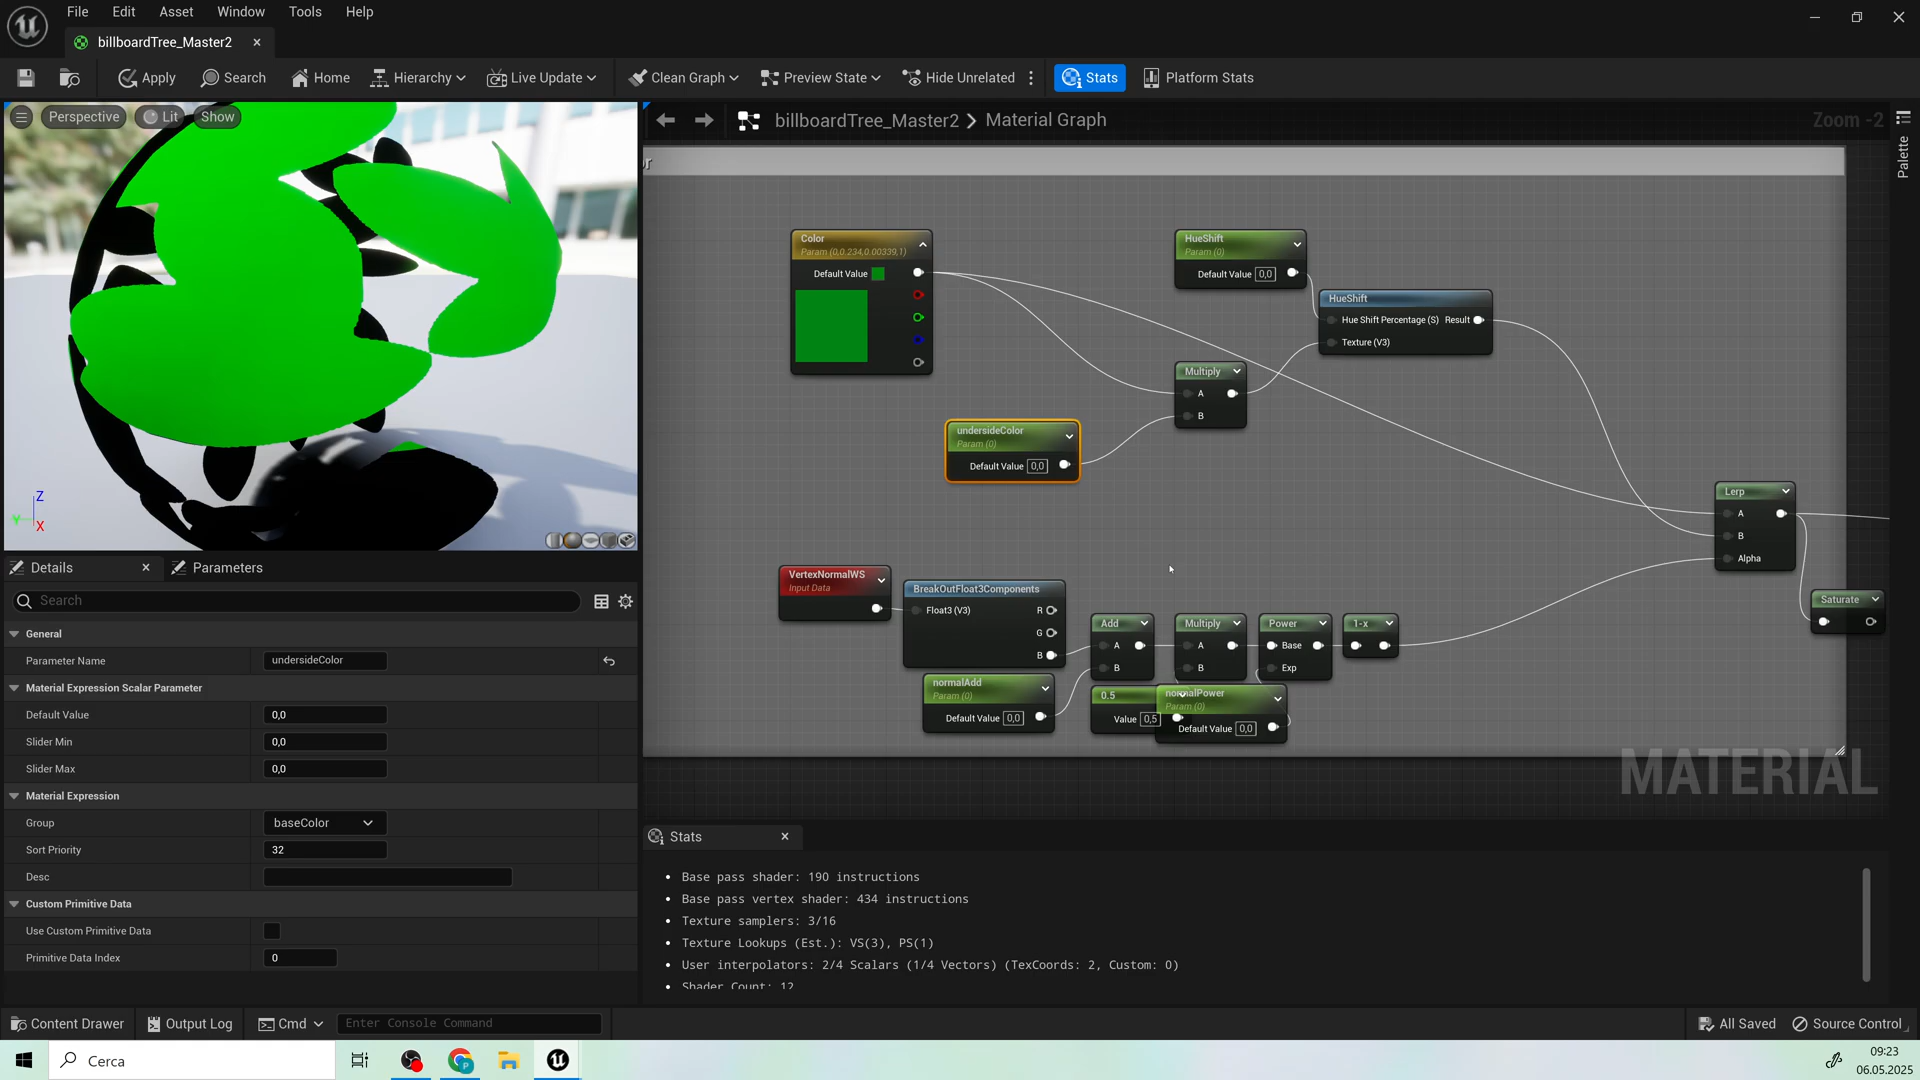 File Edit Asset Window Tools Help
billboardTree_Master2
Apply Search Home Hierarchy Live Update Clean Graph Preview State Hide Unrelated Stats Platform Stats
Perspective Lit Show
Z
Y
X
billboardTree_Master2 > Material Graph
Zoom -2
Palette
Color
Param (0,0.234,0.00339,1)
Default Value
HueShift
Param (0)
Default Value 0,0
HueShift
Hue Shift Percentage (S) Result
Texture (V3)
Multiply
A
B
undersideColor
Param (0)
Default Value 0,0
Lerp
A
B
Alpha
Saturate
VertexNormalWS
Input Data
BreakOutFloat3Components
Float3 (V3) R
G
B
Add
A
B
Multiply
A
B
Power
Base
Exp
1-x
normalAdd
Param (0)
Default Value 0,0
0.5
Value 0,5
normalPower
Param (0)
Default Value 0,0
MATERIAL
Details
Parameters
Search
General
Parameter Name undersideColor
Material Expression Scalar Parameter
Default Value 0,0
Slider Min 0,0
Slider Max 0,0
Material Expression
Group baseColor
Sort Priority 32
Desc
Custom Primitive Data
Use Custom Primitive Data
Primitive Data Index 0
Stats
Base pass shader: 190 instructions
Base pass vertex shader: 434 instructions
Texture samplers: 3/16
Texture Lookups (Est.): VS(3), PS(1)
User interpolators: 2/4 Scalars (1/4 Vectors) (TexCoords: 2, Custom: 0)
Shader Count: 12
Content Drawer Output Log Cmd Enter Console Command All Saved Source Control
Cerca
09:23
06.05.2025